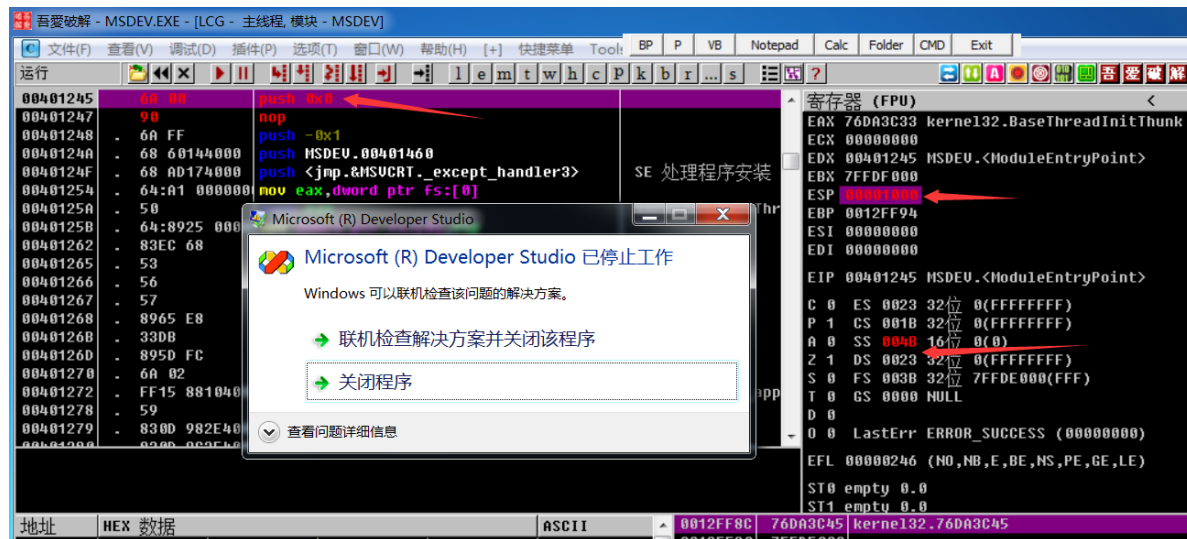 吾愛破解 - MSDEV.EXE - [LCG - 主线程, 模块 - MSDEV]
文件(F) 查看(V) 调试(D) 插件(P) 选项(T) 窗口(W) 帮助(H) [+] 快捷菜单 Tools BP P VB Notepad Calc Folder CMD Exit
运行 l e m t w h c P k b r ... s ? 吾 爱 破 解
00401245 6A 00 push 0x0
00401247 90 nop
00401248 . 6A FF push -0x1
0040124A . 68 60144000 push MSDEV.00401460
0040124F . 68 AD174000 push <jmp.&MSVCRT._except_handler3> SE 处理程序安装
00401254 . 64:A1 000000 mov eax,dword ptr fs:[0]
0040125A . 50 Thr
0040125B . 64:8925 000
00401262 . 83EC 68
00401265 . 53
00401266 . 56
00401267 . 57
00401268 . 8965 E8
0040126B . 33DB
0040126D . 895D FC
00401270 . 6A 02
00401272 . FF15 881040 app
00401278 . 59
00401279 . 830D 982E40
Microsoft (R) Developer Studio
Microsoft (R) Developer Studio 已停止工作
Windows 可以联机检查该问题的解决方案。
联机检查解决方案并关闭该程序
关闭程序
查看问题详细信息
寄存器 (FPU) <
EAX 76DA3C33 kernel32.BaseThreadInitThunk
ECX 00000000
EDX 00401245 MSDEV.<ModuleEntryPoint>
EBX 7FFDF000
ESP 00001000
EBP 0012FF94
ESI 00000000
EDI 00000000
EIP 00401245 MSDEV.<ModuleEntryPoint>
C 0 ES 0023 32位 0(FFFFFFFF)
P 1 CS 001B 32位 0(FFFFFFFF)
A 0 SS 004B 16位 0(0)
Z 1 DS 0023 32位 0(FFFFFFFF)
S 0 FS 003B 32位 7FFDE000(FFF)
T 0 GS 0000 NULL
D 0
O 0 LastErr ERROR_SUCCESS (00000000)
EFL 00000246 (NO,NB,E,BE,NS,PE,GE,LE)
ST0 empty 0.0
ST1 empty 0.0
地址 HEX 数据 ASCII
0012FF8C 76DA3C45 kernel32.76DA3C45